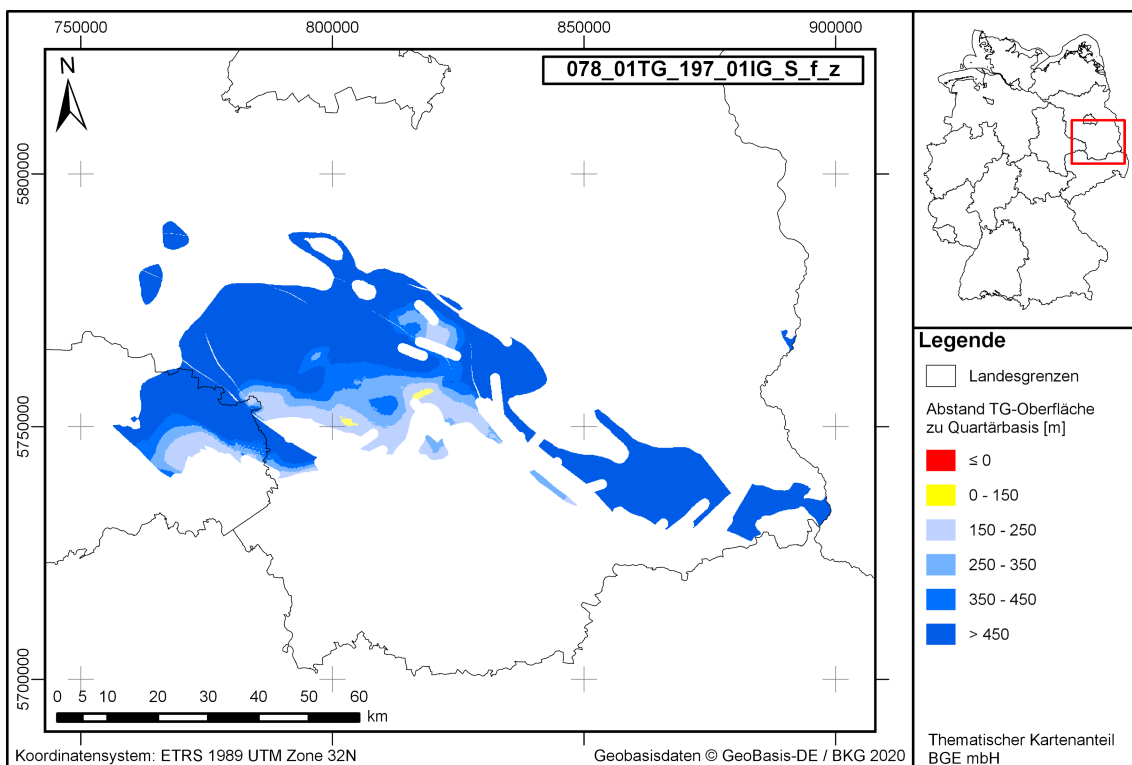 750000 800000 850000 900000
078_01TG_197_01IG_S_f_z
N
5800000
5750000
5700000
0 5 10 20 30 40 50 60
km
Koordinatensystem: ETRS 1989 UTM Zone 32N
Geobasisdaten © GeoBasis-DE / BKG 2020
Legende
Landesgrenzen
Abstand TG-Oberfläche
zu Quartärbasis [m]
≤ 0
0 - 150
150 - 250
250 - 350
350 - 450
> 450
Thematischer Kartenanteil
BGE mbH